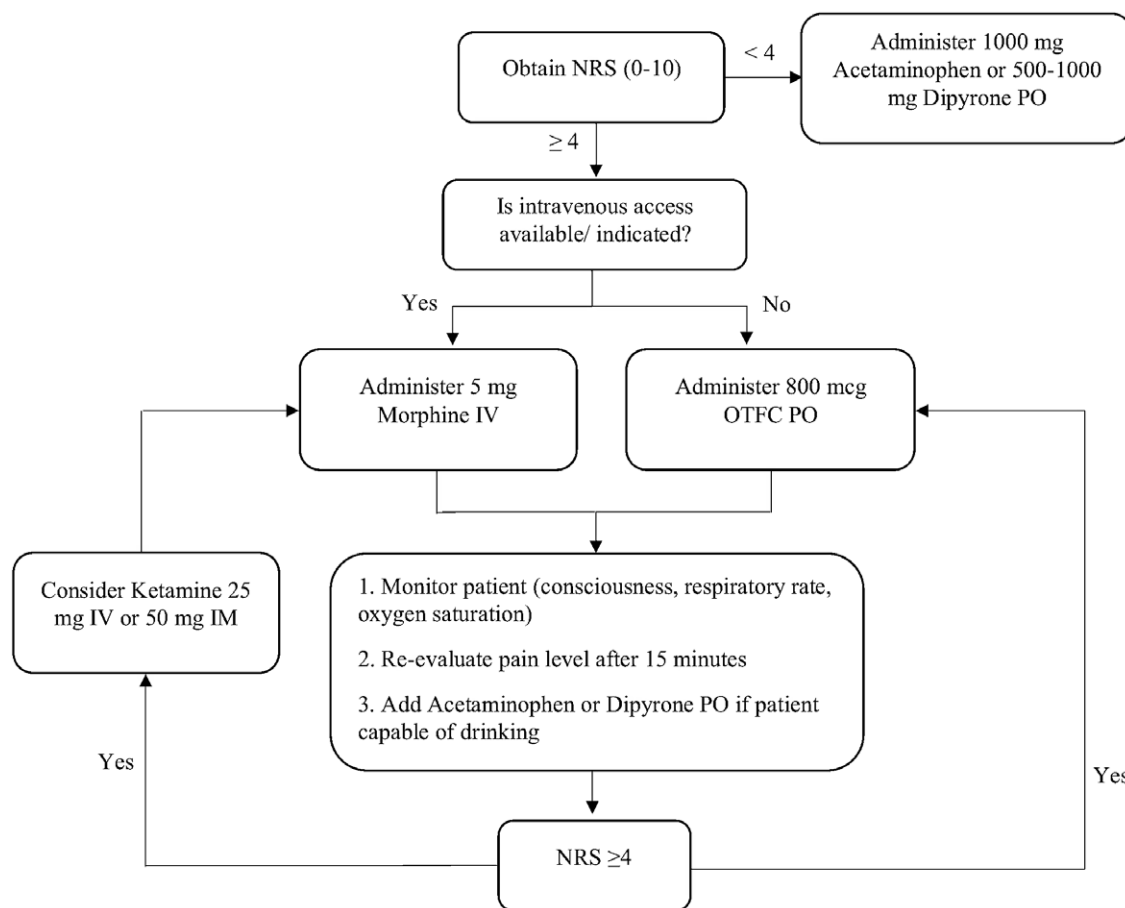 Obtain NRS (0-10)
< 4
Administer 1000 mg
Acetaminophen or 500-1000
mg Dipyrone PO
≥ 4
Is intravenous access
available/ indicated?
Yes
No
Administer 5 mg
Morphine IV
Administer 800 mcg
OTFC PO
Consider Ketamine 25
mg IV or 50 mg IM
1. Monitor patient (consciousness, respiratory rate,
oxygen saturation)
2. Re-evaluate pain level after 15 minutes
3. Add Acetaminophen or Dipyrone PO if patient
capable of drinking
Yes
Yes
NRS ≥4